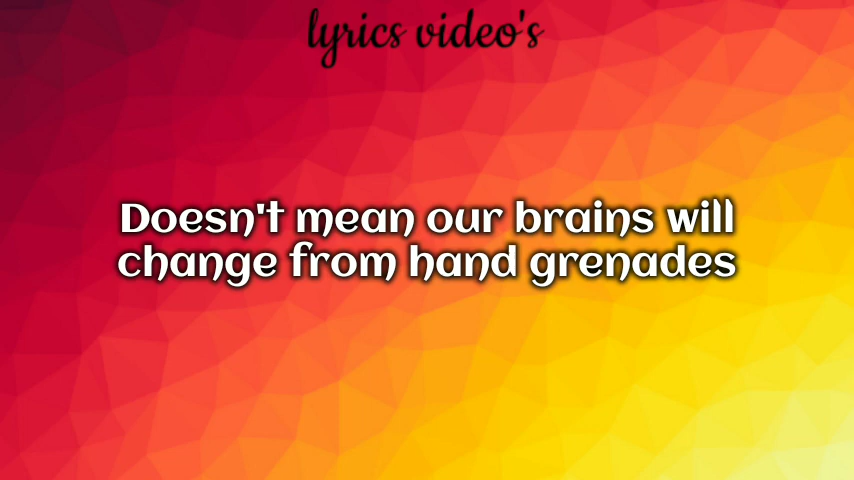 lyrics video's
Doesn't mean our brains will
change from hand grenades